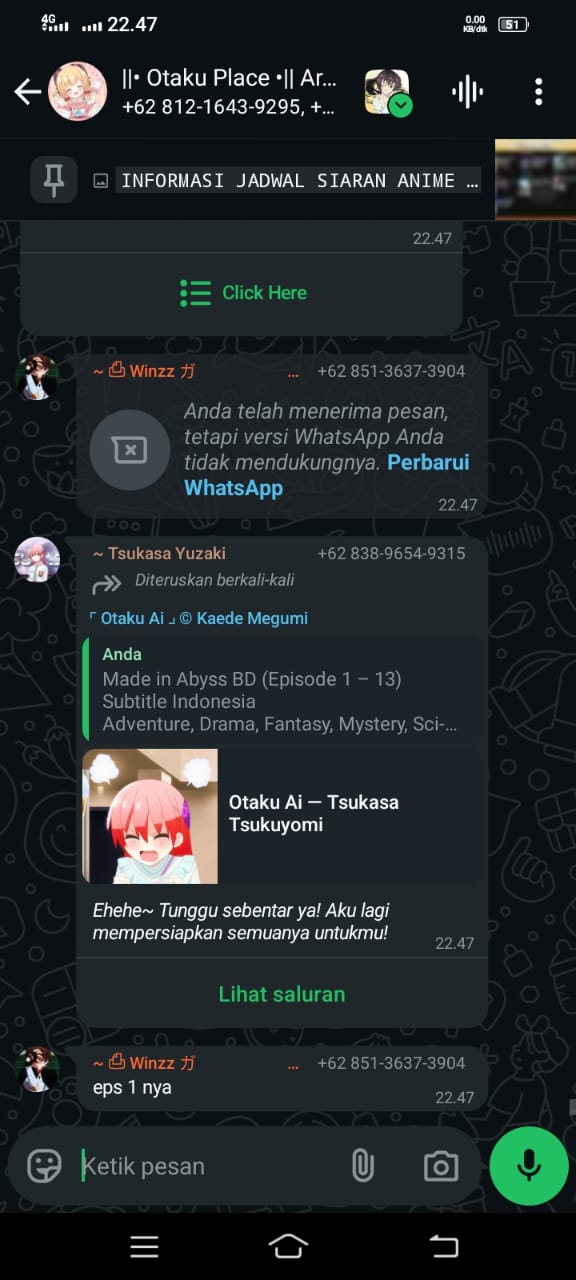 4G 22.47 0.00 KB/dtk 51
||• Otaku Place •|| Ar...
+62 812-1643-9295, +...
INFORMASI JADWAL SIARAN ANIME ...
22.47
Click Here
~ 凸 Winzz ガ ... +62 851-3637-3904
Anda telah menerima pesan,
tetapi versi WhatsApp Anda
tidak mendukungnya. Perbarui
WhatsApp
22.47
~ Tsukasa Yuzaki +62 838-9654-9315
Diteruskan berkali-kali
「 Otaku Ai 」 © Kaede Megumi
Anda
Made in Abyss BD (Episode 1 – 13)
Subtitle Indonesia
Adventure, Drama, Fantasy, Mystery, Sci-...
Otaku Ai — Tsukasa
Tsukuyomi
Ehehe~ Tunggu sebentar ya! Aku lagi
mempersiapkan semuanya untukmu!
22.47
Lihat saluran
~ 凸 Winzz ガ ... +62 851-3637-3904
eps 1 nya
22.47
Ketik pesan